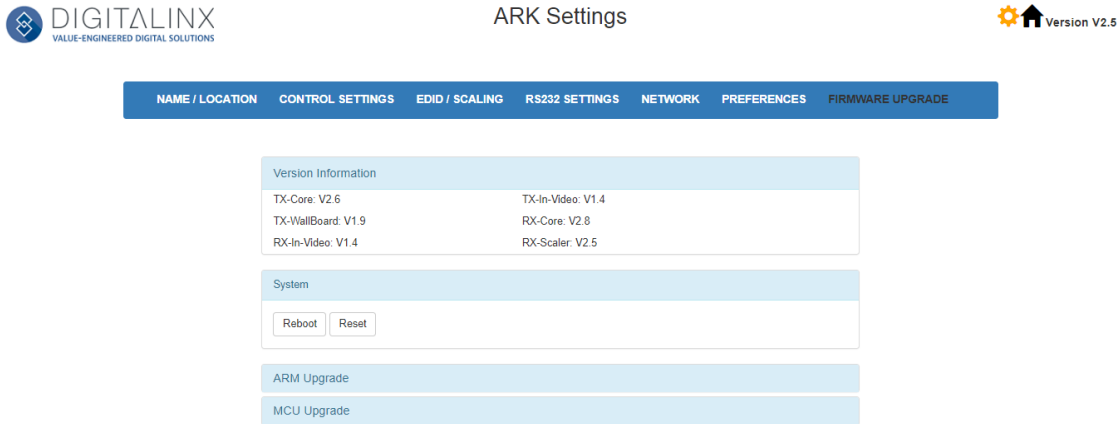 DIGITALINX
VALUE-ENGINEERED DIGITAL SOLUTIONS
ARK Settings
Version V2.5
NAME / LOCATION CONTROL SETTINGS EDID / SCALING RS232 SETTINGS NETWORK PREFERENCES FIRMWARE UPGRADE
Version Information
TX-Core: V2.6 TX-In-Video: V1.4
TX-WallBoard: V1.9 RX-Core: V2.8
RX-In-Video: V1.4 RX-Scaler: V2.5
System
Reboot Reset
ARM Upgrade
MCU Upgrade